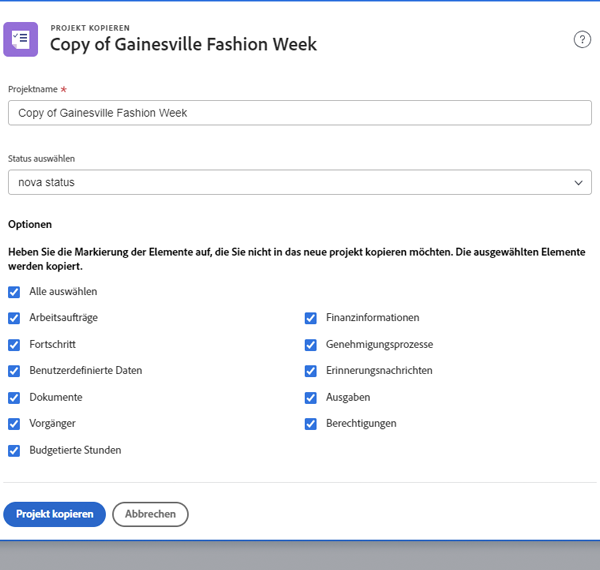 PROJEKT KOPIEREN
Copy of Gainesville Fashion Week
?
Projektname *
Copy of Gainesville Fashion Week
Status auswählen
nova status
Optionen
Heben Sie die Markierung der Elemente auf, die Sie nicht in das neue projekt kopieren möchten. Die ausgewählten Elemente
werden kopiert.
Alle auswählen
Arbeitsaufträge
Finanzinformationen
Fortschritt
Genehmigungsprozesse
Benutzerdefinierte Daten
Erinnerungsnachrichten
Dokumente
Ausgaben
Vorgänger
Berechtigungen
Budgetierte Stunden
Projekt kopieren
Abbrechen